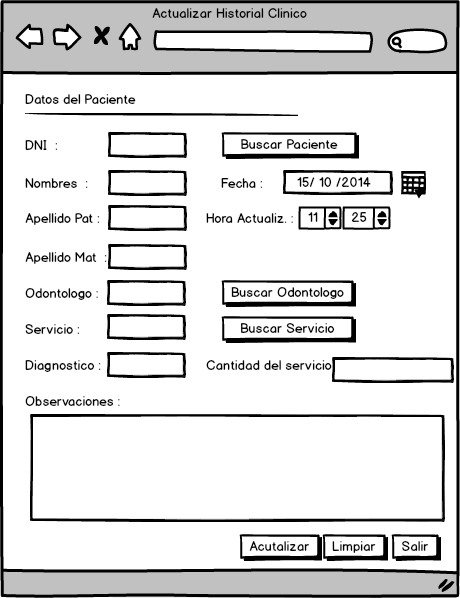 Actualizar Historial Clinico
Datos del Paciente
DNI :
Buscar Paciente
Nombres :
Fecha :
15/ 10 /2014
Apellido Pat :
Hora Actualiz. :
11
25
Apellido Mat :
Odontologo :
Buscar Odontologo
Servicio :
Buscar Servicio
Diagnostico :
Cantidad del servicio
Observaciones :
Acutalizar
Limpiar
Salir